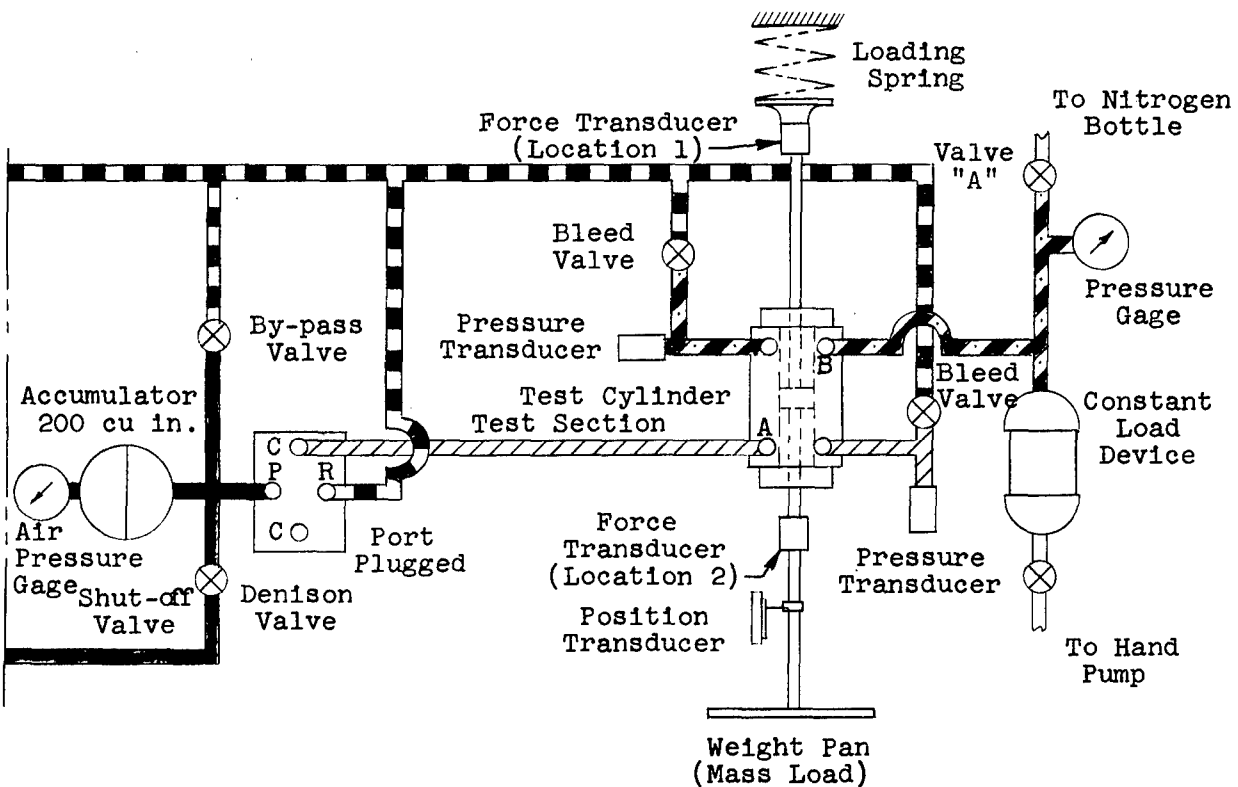 Loading
Spring
To Nitrogen
Bottle
Force Transducer
(Location 1)
Valve
"A"
Bleed
Valve
Pressure
Gage
By-pass
Valve
Pressure
Transducer
B
Bleed
Valve
Accumulator
200 cu in.
Test Cylinder
Test Section
Constant
Load
Device
C
A
P
R
C
Air
Pressure
Gage
Port
Plugged
Shut-off
Valve
Denison
Valve
Force
Transducer
(Location 2)
Pressure
Transducer
Position
Transducer
To Hand
Pump
Weight Pan
(Mass Load)